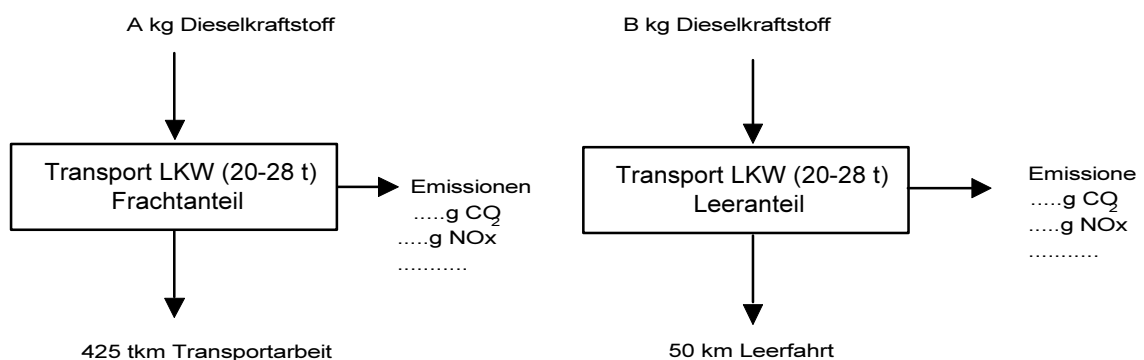 A kg Dieselkraftstoff
Transport LKW (20-28 t)
Frachtanteil
Emissionen
.....g CO2
.....g NOx
...........
425 tkm Transportarbeit
B kg Dieselkraftstoff
Transport LKW (20-28 t)
Leeranteil
Emissione
.....g CO2
.....g NOx
...........
50 km Leerfahrt